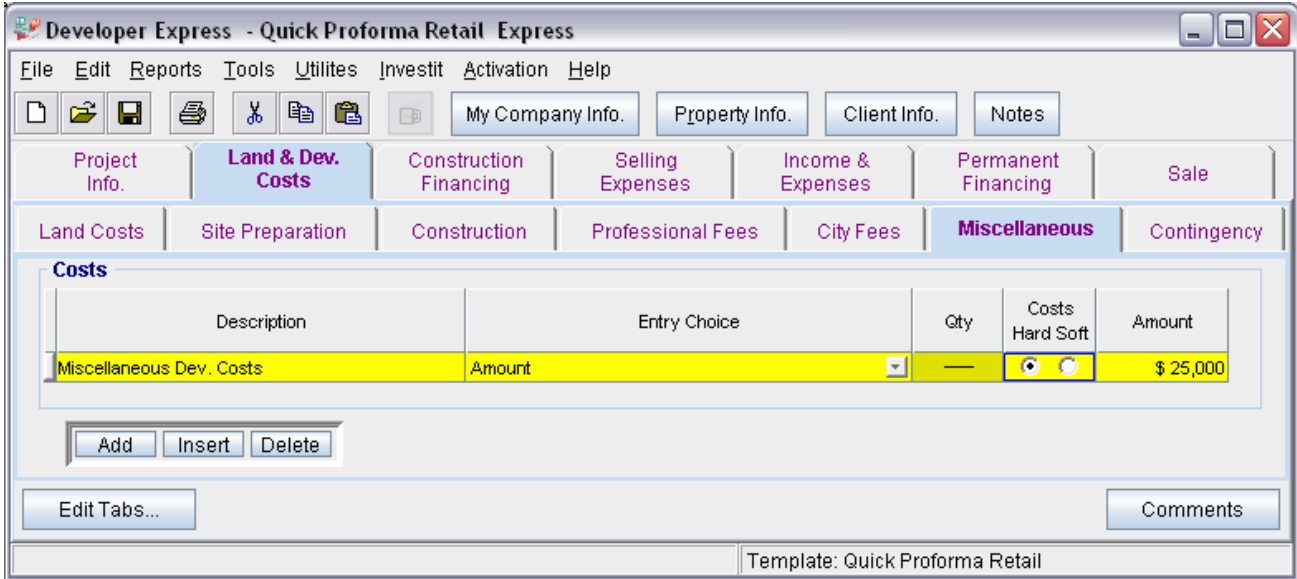 Developer Express - Quick Proforma Retail Express
File Edit Reports Tools Utilites Investit Activation Help
My Company Info. Property Info. Client Info. Notes
Project Info. Land & Dev. Costs Construction Financing Selling Expenses Income & Expenses Permanent Financing Sale
Land Costs Site Preparation Construction Professional Fees City Fees Miscellaneous Contingency
Costs
Description Entry Choice Qty Costs Hard Soft Amount
Miscellaneous Dev. Costs Amount — $ 25,000
Add Insert Delete
Edit Tabs... Comments
Template: Quick Proforma Retail